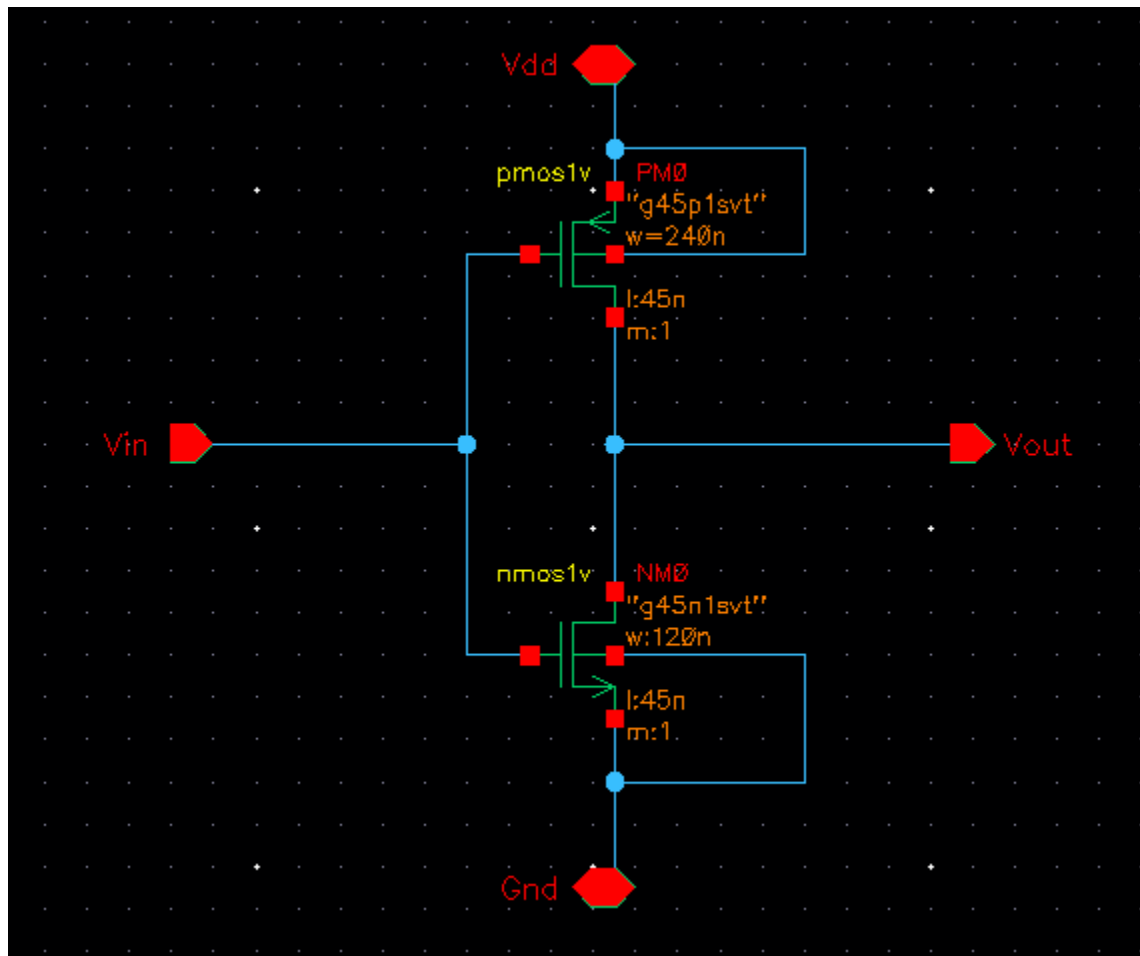 Vdd
pmos1v PM0
"g45p1svt"
w=240n
l:45n
m:1
Vin
Vout
nmos1v NM0
"g45n1svt"
w:120n
l:45n
m:1
Gnd